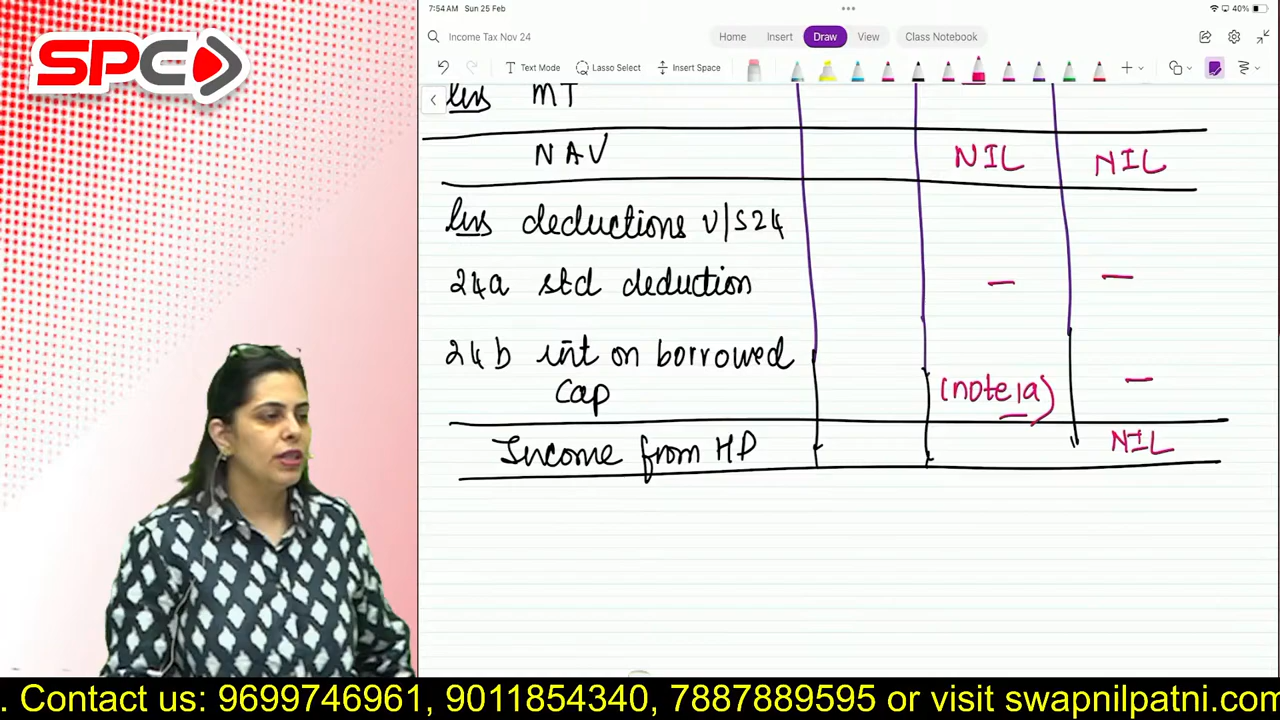 SPC
7:54 AM Sun 25 Feb
40%
Income Tax Nov 24
Home Insert Draw View Class Notebook
Text Mode Lasso Select Insert Space
less MT
NAV NIL NIL
less deductions u/s24
24a std deduction — —
24b int on borrowed
Cap (note 1a) —
Income from HP NIL
. Contact us: 9699746961, 9011854340, 7887889595 or visit swapnilpatni.com